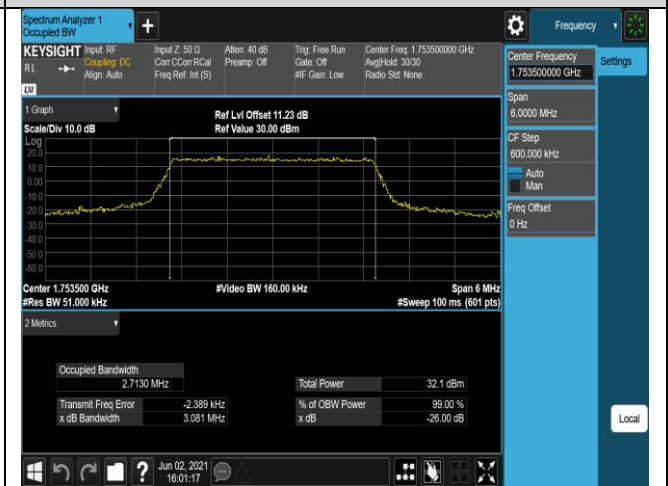 Spectrum Analyzer 1
Occupied BW
+
Frequency
KEYSIGHT
RL
LXI
Input: RF
Coupling: DC
Align: Auto
Input Z: 50 Ω
Corr CCorr RCal
Freq Ref: Int (S)
Atten: 40 dB
Preamp: Off
Trig: Free Run
Gate: Off
#IF Gain: Low
Center Freq: 1.753500000 GHz
Avg|Hold: 30/30
Radio Std: None
Center Frequency
1.753500000 GHz
Settings
Span
6.0000 MHz
CF Step
600.000 kHz
Auto
Man
Freq Offset
0 Hz
1 Graph
Scale/Div 10.0 dB
Ref Lvl Offset 11.23 dB
Ref Value 30.00 dBm
Log
20.0
10.0
0.00
-10.0
-20.0
-30.0
-40.0
-50.0
-60.0
Center 1.753500 GHz
#Video BW 160.00 kHz
Span 6 MHz
#Res BW 51.000 kHz
#Sweep 100 ms (601 pts)
2 Metrics
Occupied Bandwidth
2.7130 MHz
Total Power 32.1 dBm
Transmit Freq Error -2.389 kHz
% of OBW Power 99.00 %
x dB Bandwidth 3.081 MHz
x dB -26.00 dB
Local
?
Jun 02, 2021
16:01:17